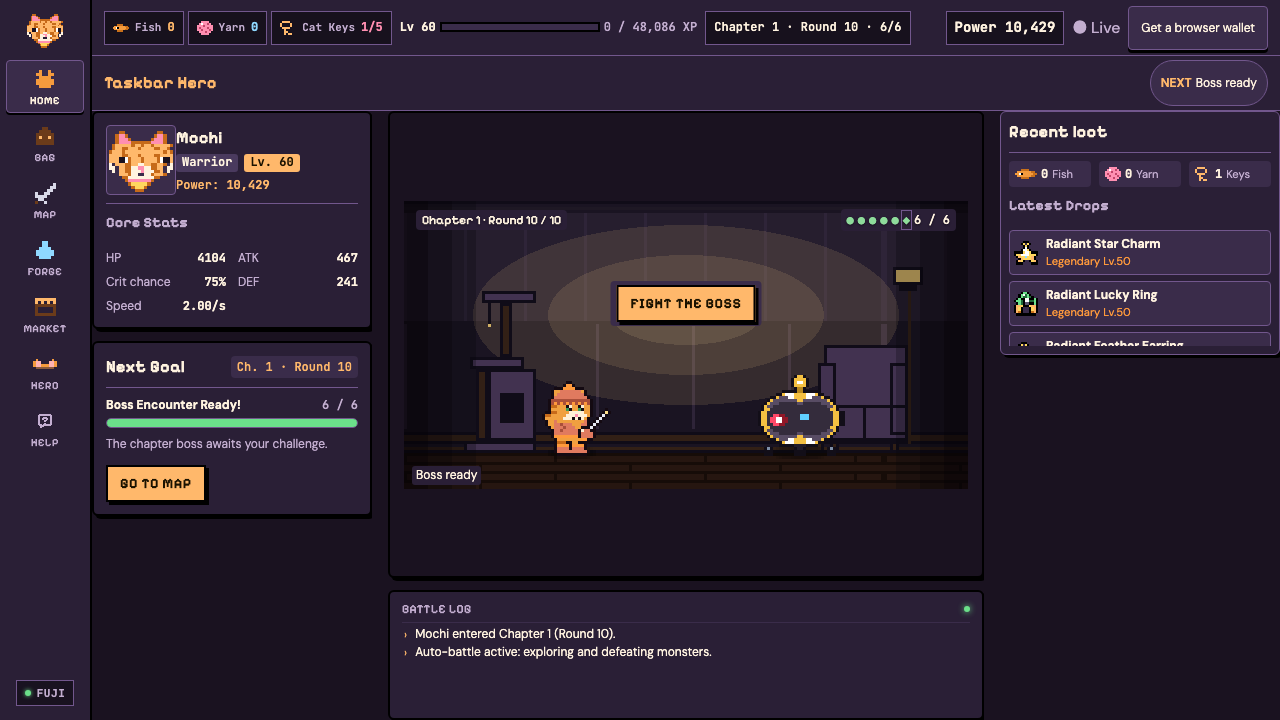 Fish 0
Yarn 0
Cat Keys 1/5
Lv 60
0 / 48,086 XP
Chapter 1 · Round 10 · 6/6
Power 10,429
Live
Get a browser wallet
HOME
BAG
MAP
FORGE
MARKET
HERO
HELP
FUJI
Taskbar Hero
NEXT Boss ready
Mochi
Warrior
Lv. 60
Power: 10,429
Core Stats
HP 4104 ATK 467
Crit chance 75% DEF 241
Speed 2.00/s
Next Goal
Ch. 1 · Round 10
Boss Encounter Ready!
6 / 6
The chapter boss awaits your challenge.
GO TO MAP
Chapter 1 · Round 10 / 10
6 / 6
FIGHT THE BOSS
Boss ready
BATTLE LOG
› Mochi entered Chapter 1 (Round 10).
› Auto-battle active: exploring and defeating monsters.
Recent loot
0 Fish
0 Yarn
1 Keys
Latest Drops
Radiant Star Charm
Legendary Lv.50
Radiant Lucky Ring
Legendary Lv.50
Radiant Feather Earring